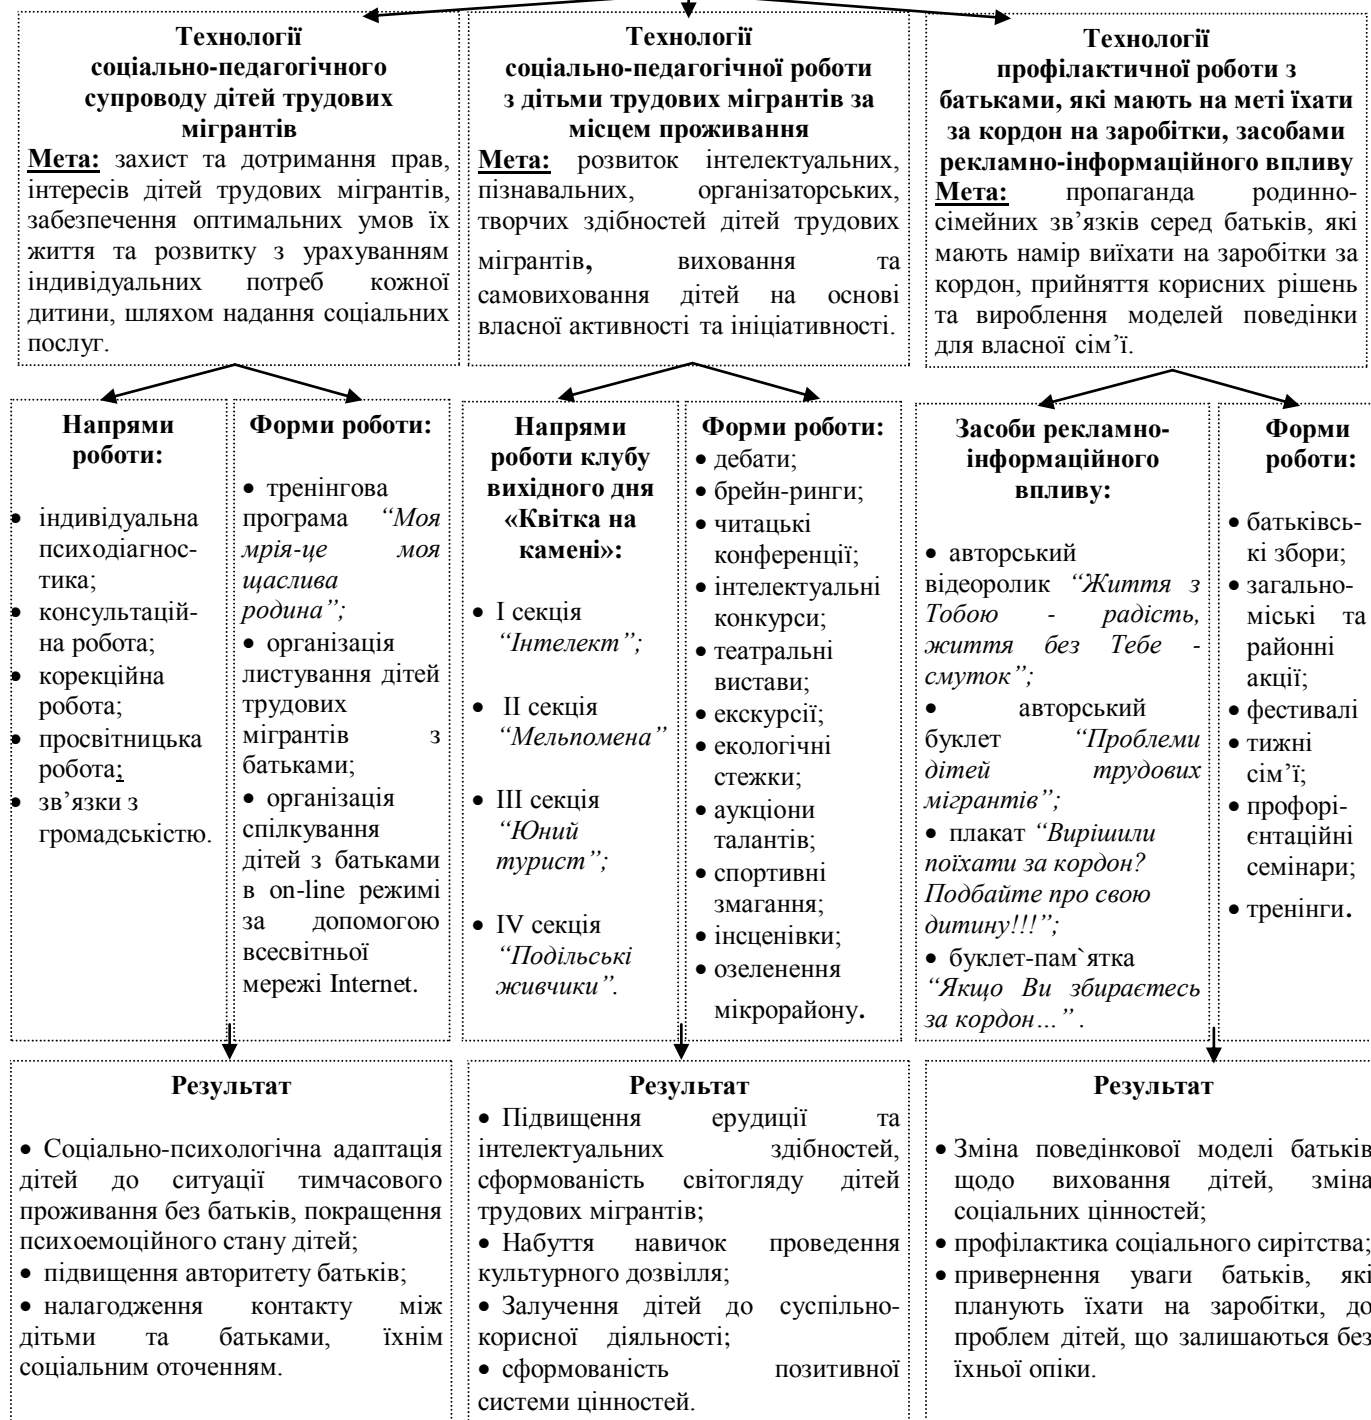 Технології
соціально-педагогічного
супроводу дітей трудових
мігрантів
Мета: захист та дотримання прав,
інтересів дітей трудових мігрантів,
забезпечення оптимальних умов їх
життя та розвитку з урахуванням
індивідуальних потреб кожної
дитини, шляхом надання соціальних
послуг.
Технології
соціально-педагогічної роботи
з дітьми трудових мігрантів за
місцем проживання
Мета: розвиток інтелектуальних,
пізнавальних, організаторських,
творчих здібностей дітей трудових
мігрантів, виховання та
самовиховання дітей на основі
власної активності та ініціативності.
Технології
профілактичної роботи з
батьками, які мають на меті їхати
за кордон на заробітки, засобами
рекламно-інформаційного впливу
Мета: пропаганда родинно-
сімейних зв’язків серед батьків, які
мають намір виїхати на заробітки за
кордон, прийняття корисних рішень
та вироблення моделей поведінки
для власної сім’ї.
Напрями
роботи:
• індивідуальна
психодіагнос-
тика;
• консультацій-
на робота;
• корекційна
робота;
• просвітницька
робота;
• зв’язки з
громадськістю.
Форми роботи:
• тренінгова
програма “Моя
мрія-це моя
щаслива
родина”;
• організація
листування дітей
трудових
мігрантів з
батьками;
• організація
спілкування
дітей з батьками
в on-line режимі
за допомогою
всесвітньої
мережі Internet.
Напрями
роботи клубу
вихідного дня
«Квітка на
камені»:
• I секція
“Інтелект”;
• II секція
“Мельпомена”
• III секція
“Юний
турист”;
• IV секція
“Подільські
живчики”.
Форми роботи:
• дебати;
• брейн-ринги;
• читацькі
конференції;
• інтелектуальні
конкурси;
• театральні
вистави;
• екскурсії;
• екологічні
стежки;
• аукціони
талантів;
• спортивні
змагання;
• інсценівки;
• озеленення
мікрорайону.
Засоби рекламно-
інформаційного
впливу:
• авторський
відеоролик “Життя з
Тобою - радість,
життя без Тебе -
смуток”;
• авторський
буклет “Проблеми
дітей трудових
мігрантів”;
• плакат “Вирішили
поїхати за кордон?
Подбайте про свою
дитину!!!”;
• буклет-пам`ятка
“Якщо Ви збираєтесь
за кордон…” .
Форми
роботи:
• батьківсь-
кі збори;
• загально-
міські та
районні
акції;
• фестивалі
• тижні
сім’ї;
• профорі-
єнтаційні
семінари;
• тренінги.
Результат
• Соціально-психологічна адаптація
дітей до ситуації тимчасового
проживання без батьків, покращення
психоемоційного стану дітей;
• підвищення авторитету батьків;
• налагодження контакту між
дітьми та батьками, їхнім
соціальним оточенням.
Результат
• Підвищення ерудиції та
інтелектуальних здібностей,
сформованість світогляду дітей
трудових мігрантів;
• Набуття навичок проведення
культурного дозвілля;
• Залучення дітей до суспільно-
корисної діяльності;
• сформованість позитивної
системи цінностей.
Результат
• Зміна поведінкової моделі батьків
щодо виховання дітей, зміна
соціальних цінностей;
• профілактика соціального сирітства;
• привернення уваги батьків, які
планують їхати на заробітки, до
проблем дітей, що залишаються без
їхньої опіки.